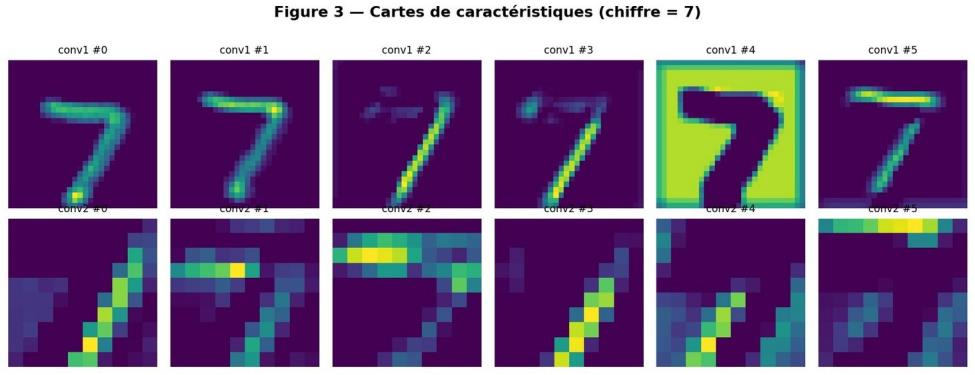 Figure 3 — Cartes de caractéristiques (chiffre = 7)
conv1 #0 conv1 #1 conv1 #2 conv1 #3 conv1 #4 conv1 #5
conv2 #0 conv2 #1 conv2 #2 conv2 #3 conv2 #4 conv2 #5